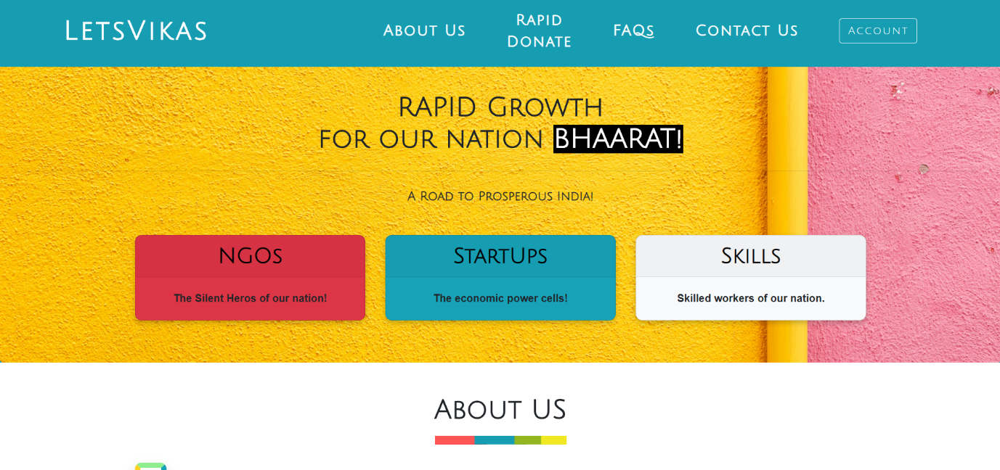 LetsVikas
About Us
Rapid
Donate
FAQs
Contact Us
Account
RAPID Growth
for our nation BHAARAT!
A Road to Prosperous India!
NGOs
The Silent Heros of our nation!
StartUps
The economic power cells!
Skills
Skilled workers of our nation.
About US